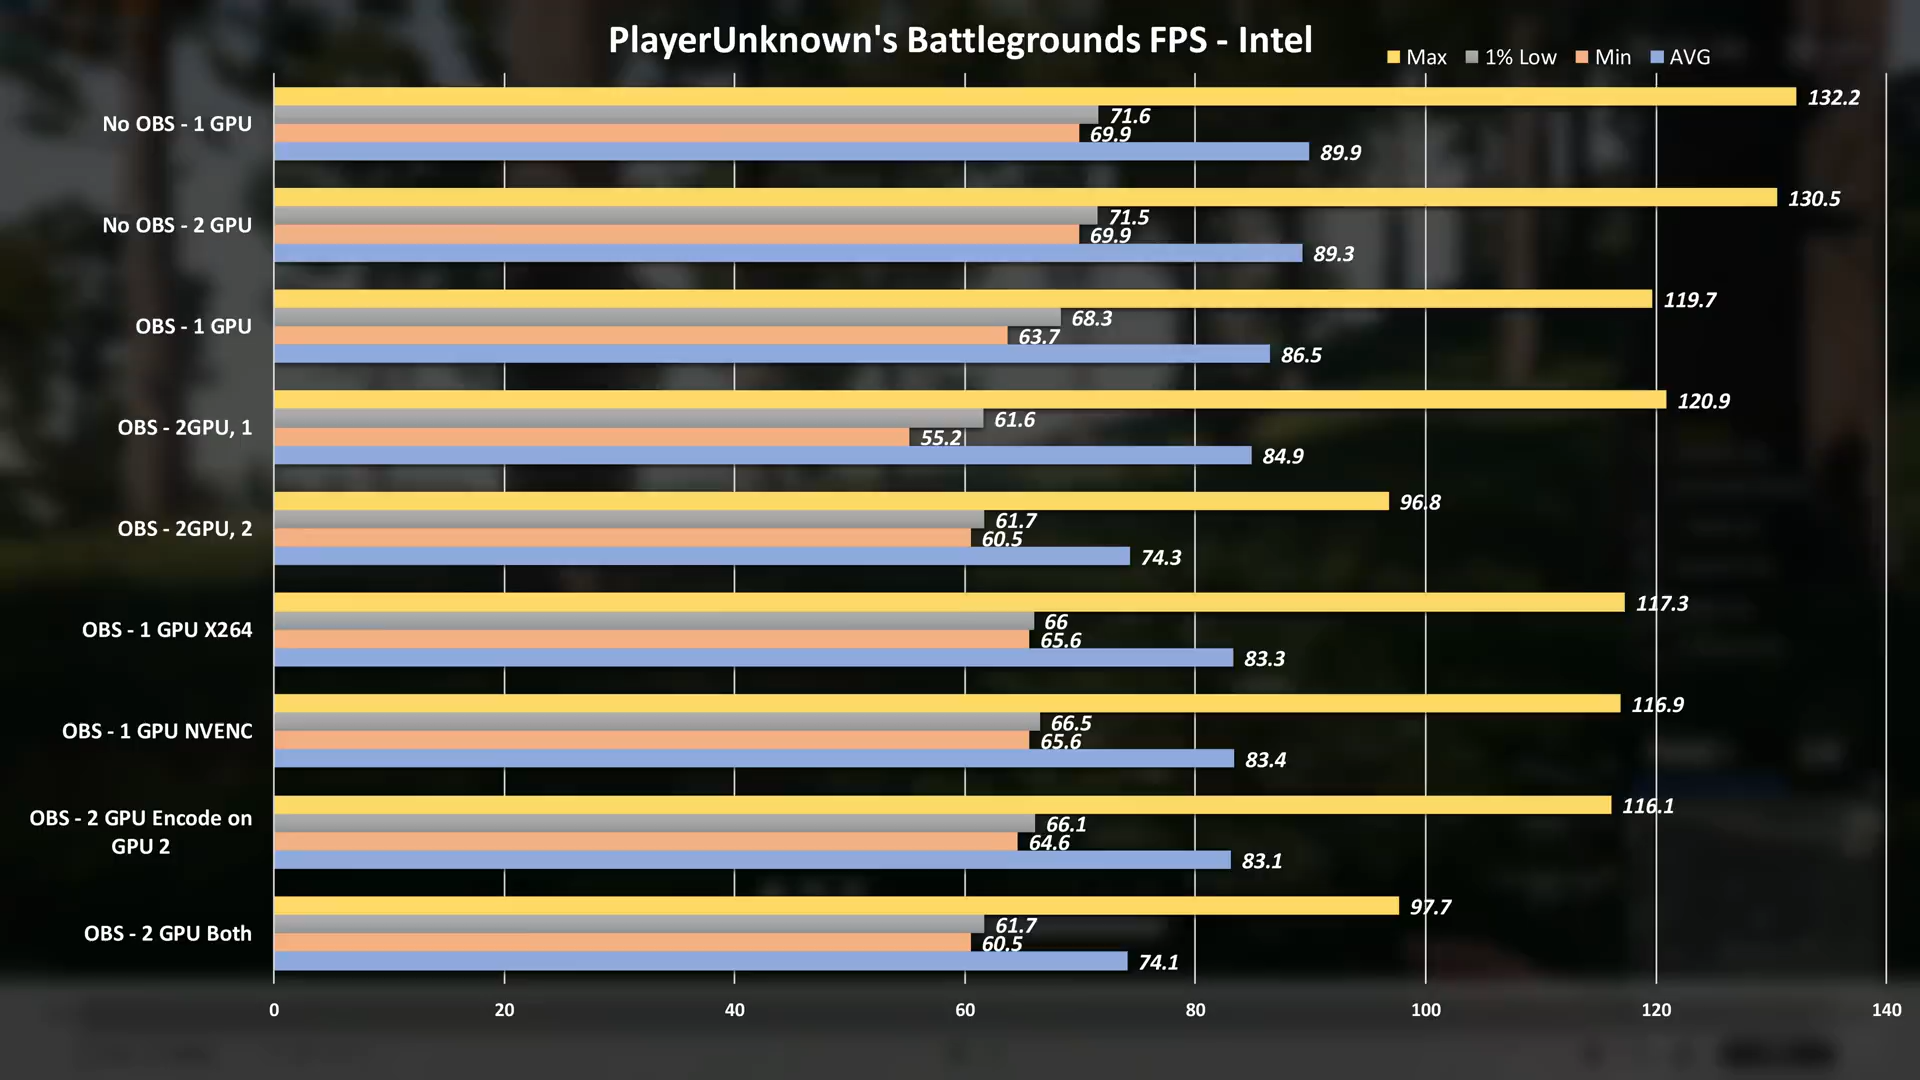 PlayerUnknown's Battlegrounds FPS - Intel
Max 1% Low Min AVG
No OBS - 1 GPU
132.2
71.6
69.9
89.9
No OBS - 2 GPU
130.5
71.5
69.9
89.3
OBS - 1 GPU
119.7
68.3
63.7
86.5
OBS - 2GPU, 1
120.9
61.6
55.2
84.9
OBS - 2GPU, 2
96.8
61.7
60.5
74.3
OBS - 1 GPU X264
117.3
66
65.6
83.3
OBS - 1 GPU NVENC
116.9
66.5
65.6
83.4
OBS - 2 GPU Encode on
GPU 2
116.1
66.1
64.6
83.1
OBS - 2 GPU Both
97.7
61.7
60.5
74.1
0 20 40 60 80 100 120 140